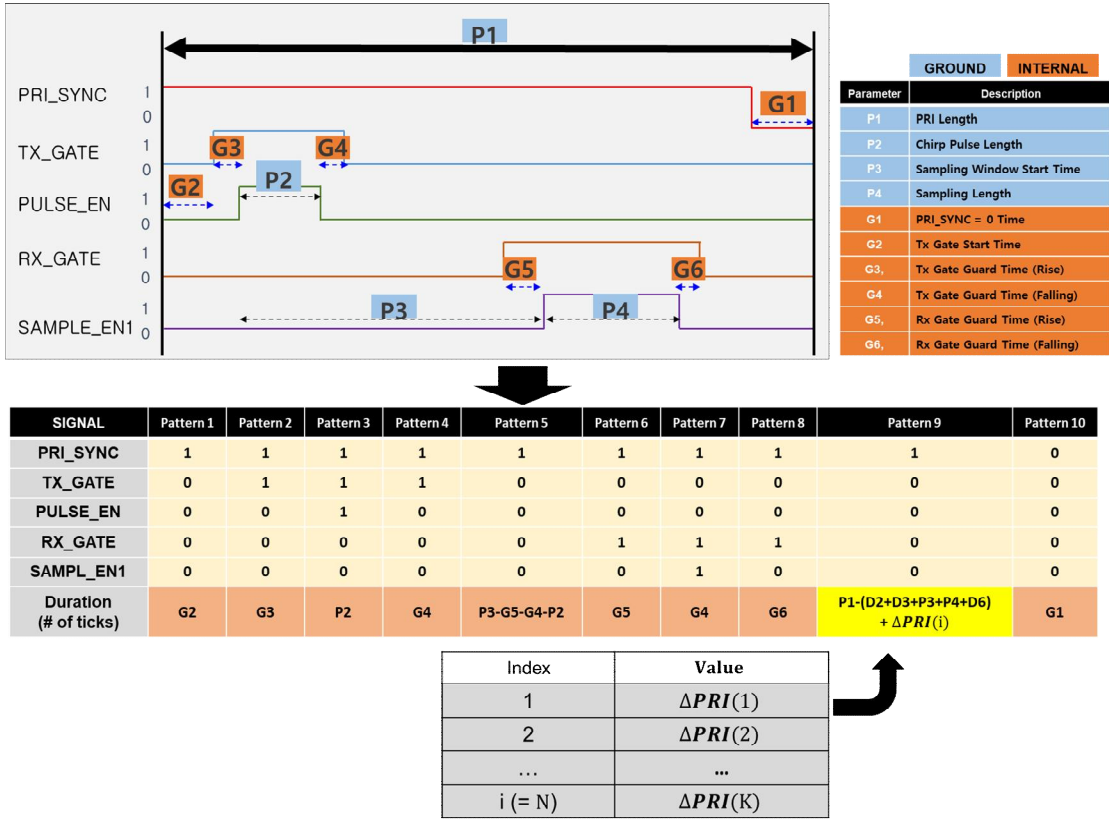 P1
PRI_SYNC 1
0
G1
TX_GATE 1
0
G3 G4
G2 P2
PULSE_EN 1
0
RX_GATE 1
0
G5 G6
P3 P4
SAMPLE_EN1 1
0
GROUND INTERNAL
Parameter Description
P1 PRI Length
P2 Chirp Pulse Length
P3 Sampling Window Start Time
P4 Sampling Length
G1 PRI_SYNC = 0 Time
G2 Tx Gate Start Time
G3, Tx Gate Guard Time (Rise)
G4 Tx Gate Guard Time (Falling)
G5, Rx Gate Guard Time (Rise)
G6, Rx Gate Guard Time (Falling)
SIGNAL Pattern 1 Pattern 2 Pattern 3 Pattern 4 Pattern 5 Pattern 6 Pattern 7 Pattern 8 Pattern 9 Pattern 10
PRI_SYNC 1 1 1 1 1 1 1 1 1 0
TX_GATE 0 1 1 1 0 0 0 0 0 0
PULSE_EN 0 0 1 0 0 0 0 0 0 0
RX_GATE 0 0 0 0 0 1 1 1 0 0
SAMPL_EN1 0 0 0 0 0 0 1 0 0 0
Duration
(# of ticks) G2 G3 P2 G4 P3-G5-G4-P2 G5 G4 G6 P1-(D2+D3+P3+P4+D6)
+ ΔPRI(i) G1
Index Value
1 ΔPRI(1)
2 ΔPRI(2)
... ...
i (= N) ΔPRI(K)